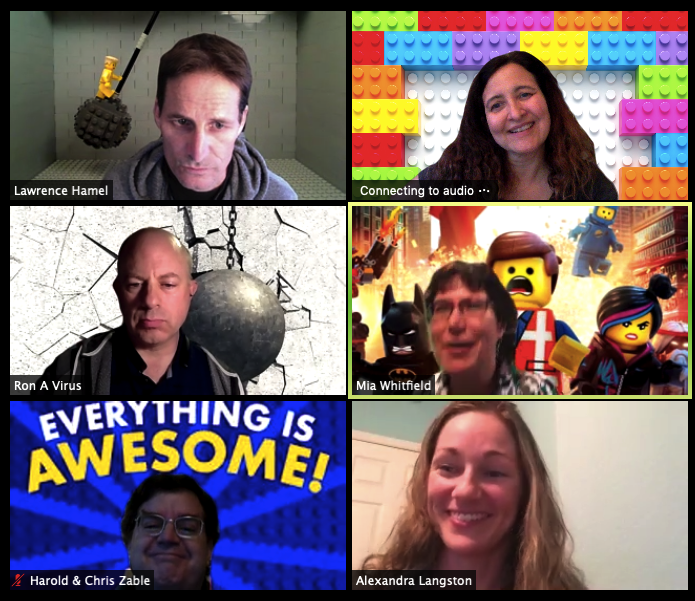 Lawrence Hamel
Connecting to audio ···
Ron A Virus
Mia Whitfield
EVERYTHING IS
AWESOME!
Harold & Chris Zable
Alexandra Langston